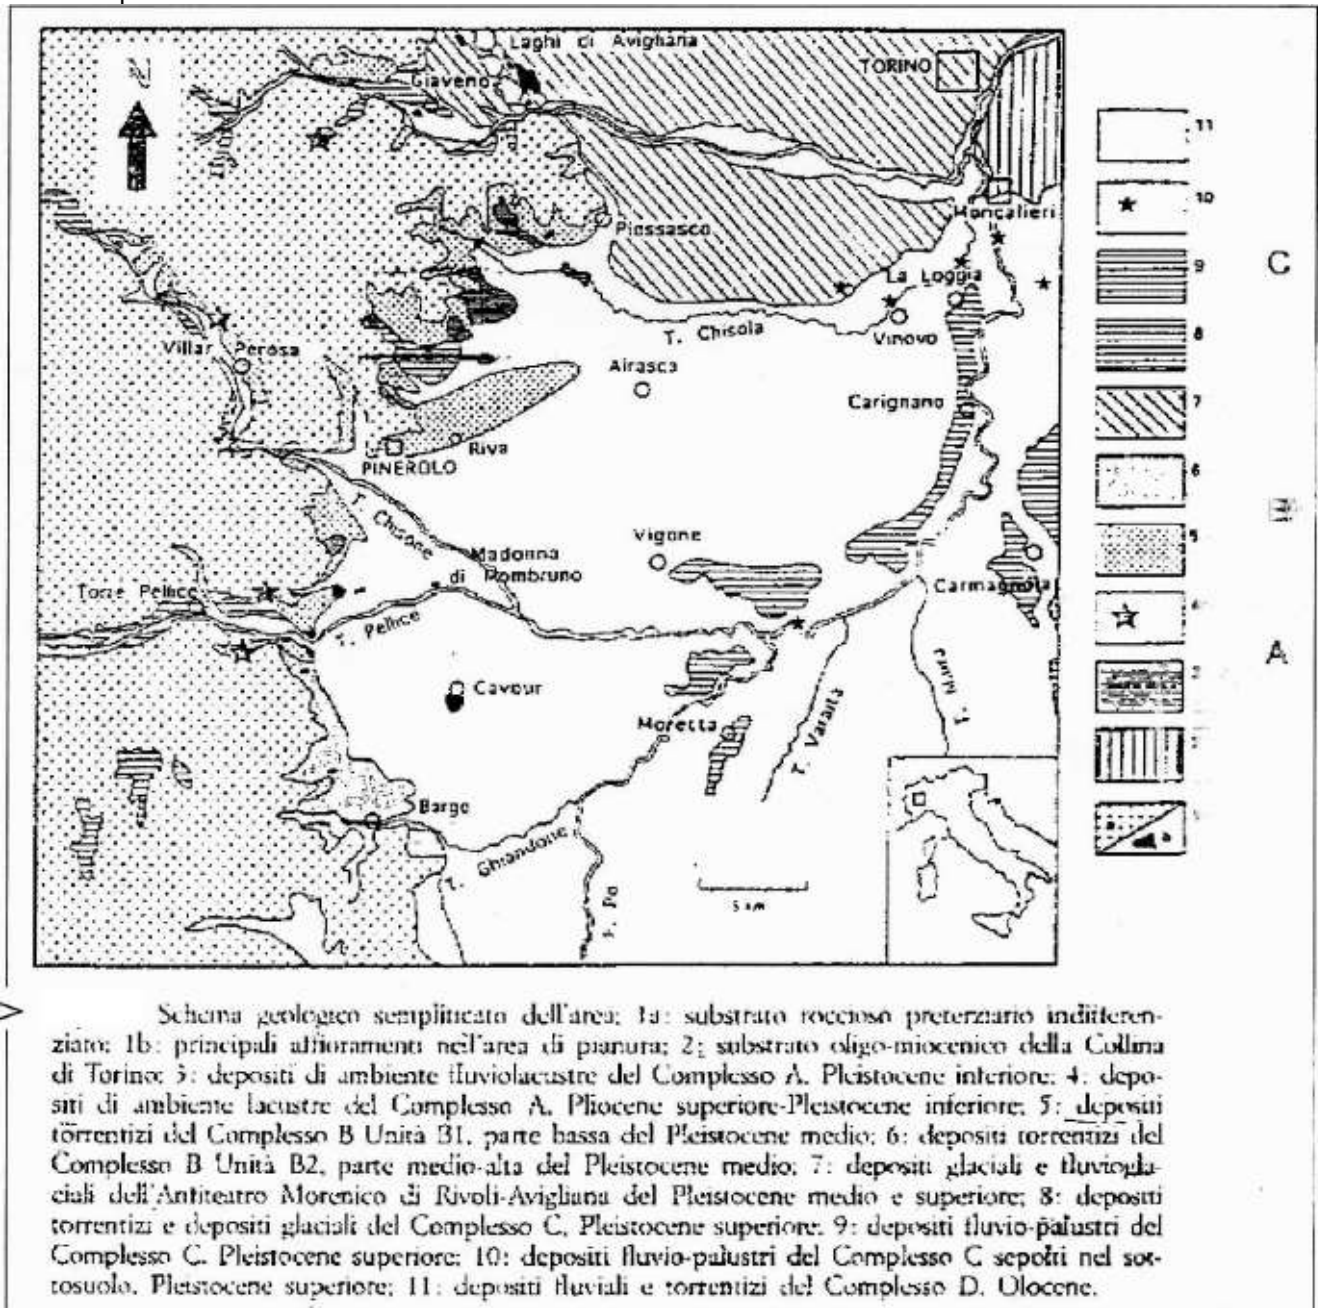 N
Laghi di Avigliana
TORINO
Giaveno
Piossasco
Moncalieri
La Loggia
T. Chisola
Vinovo
Villar Perosa
Airasca
Carignano
Riva
PINEROLO
T. Chisone
Vigone
Madonna
di Mombruno
Torre Pellice
Carmagnola
T. Pellice
Cavour
Moretta
T. Varaita
Barge
T. Ghiandone
F. Po
5 km
11
10
9
C
8
7
6
5
4
A
Schema geologico semplificato dell'area; 1a: substrato roccioso preterziario indifferen-
ziato; 1b: principali affioramenti nell'area di pianura; 2: substrato oligo-miocenico della Collina
di Torino; 3: depositi di ambiente fluviolacustre del Complesso A. Pleistocene inferiore; 4: depo-
siti di ambiente lacustre del Complesso A. Pliocene superiore-Pleistocene inferiore; 5: depositi
torrentizi del Complesso B Unità B1, parte bassa del Pleistocene medio; 6: depositi torrentizi del
Complesso B Unità B2, parte medio-alta del Pleistocene medio; 7: depositi glaciali e fluviogla-
ciali dell'Antiteatro Morenico di Rivoli-Avigliana del Pleistocene medio e superiore; 8: depositi
torrentizi e depositi glaciali del Complesso C, Pleistocene superiore. 9: depositi fluvio-palustri del
Complesso C. Pleistocene superiore; 10: depositi fluvio-palustri del Complesso C sepolti nel sot-
tosuolo. Pleistocene superiore; 11: depositi fluviali e torrentizi del Complesso D. Olocene.